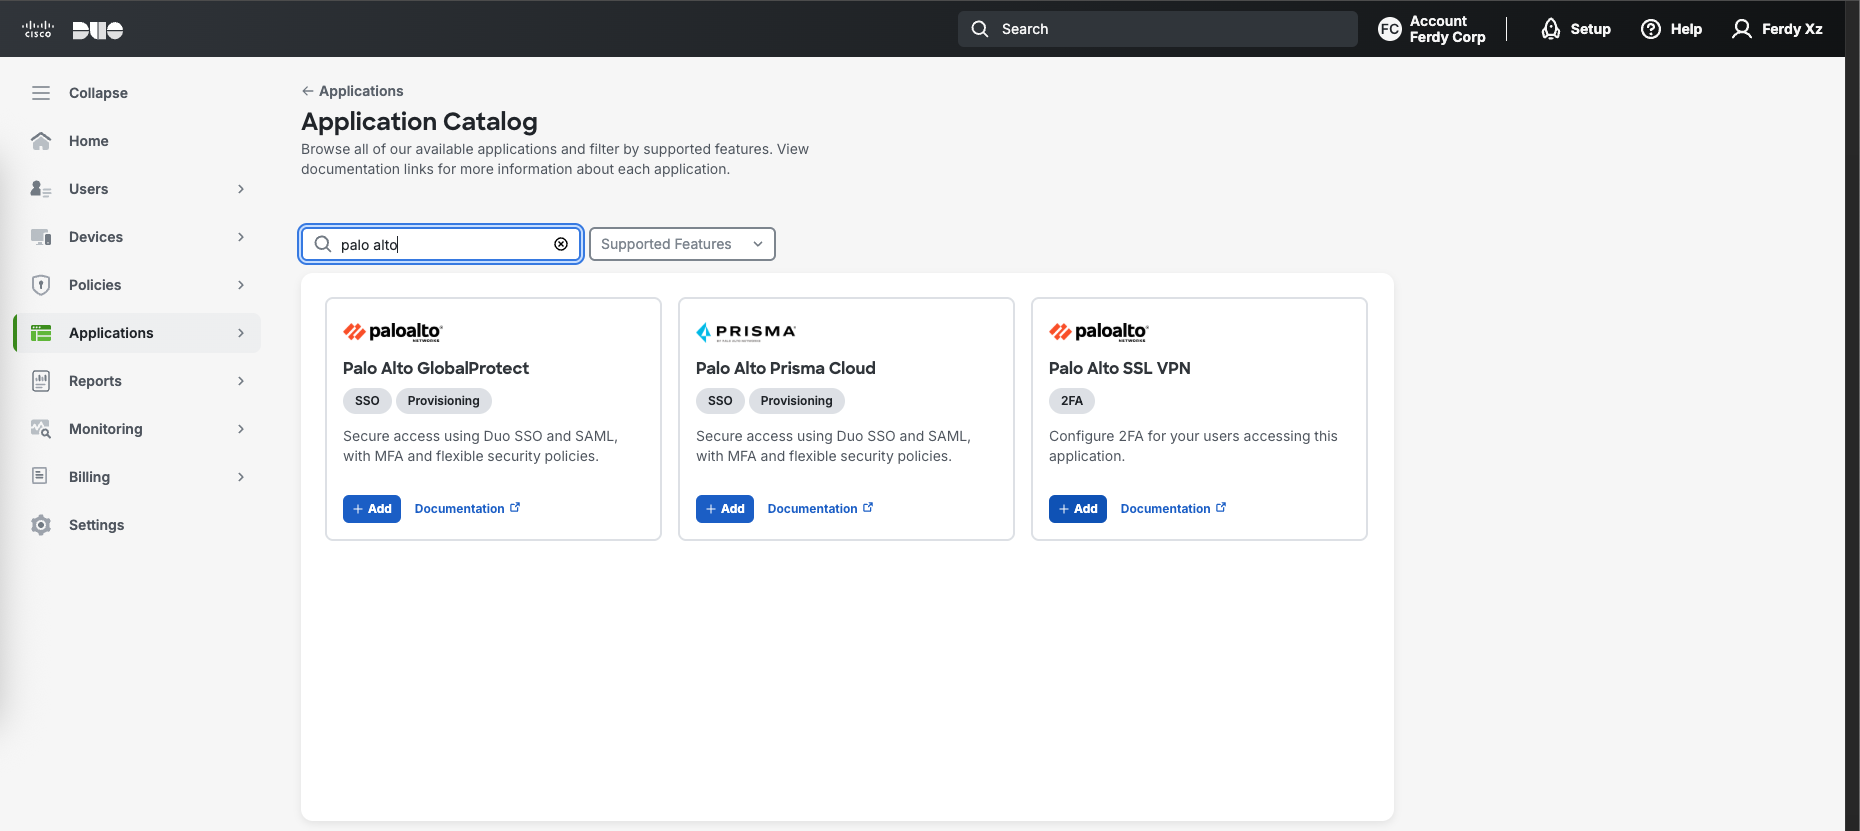 CISCO DUO
Search
FC
Account
Ferdy Corp
Setup
Help
Ferdy Xz
Collapse
Home
Users
Devices
Policies
Applications
Reports
Monitoring
Billing
Settings
← Applications
Application Catalog
Browse all of our available applications and filter by supported features. View
documentation links for more information about each application.
palo alto
Supported Features
paloalto
NETWORKS
Palo Alto GlobalProtect
SSO Provisioning
Secure access using Duo SSO and SAML,
with MFA and flexible security policies.
+ Add Documentation
PRISMA
BY PALO ALTO NETWORKS
Palo Alto Prisma Cloud
SSO Provisioning
Secure access using Duo SSO and SAML,
with MFA and flexible security policies.
+ Add Documentation
paloalto
NETWORKS
Palo Alto SSL VPN
2FA
Configure 2FA for your users accessing this
application.
+ Add Documentation